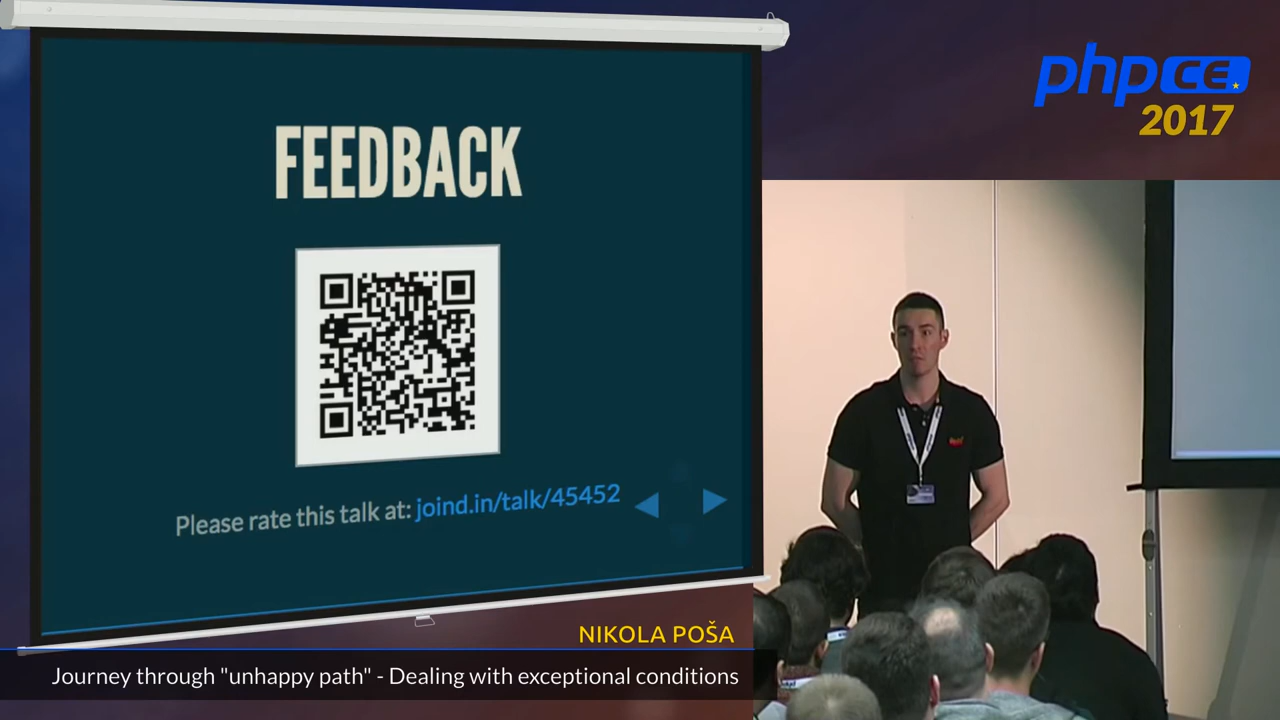 phpCE
2017
FEEDBACK
Please rate this talk at: joind.in/talk/45452
NIKOLA POŠA
Journey through "unhappy path" - Dealing with exceptional conditions